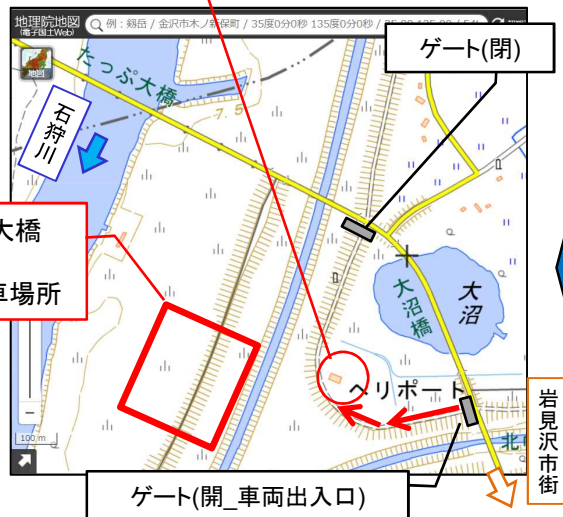 地理院地図
(電子国土Web)
例：剱岳 / 金沢市木ノ新保町 / 35度0分0秒 135度0分0秒 /
ゲート(閉)
たっぷ大橋
地図
7.5
石狩川
大橋
車場所
大沼橋
大沼
ヘリポート
岩見沢市街
北
100 m
ゲート(開_車両出入口)